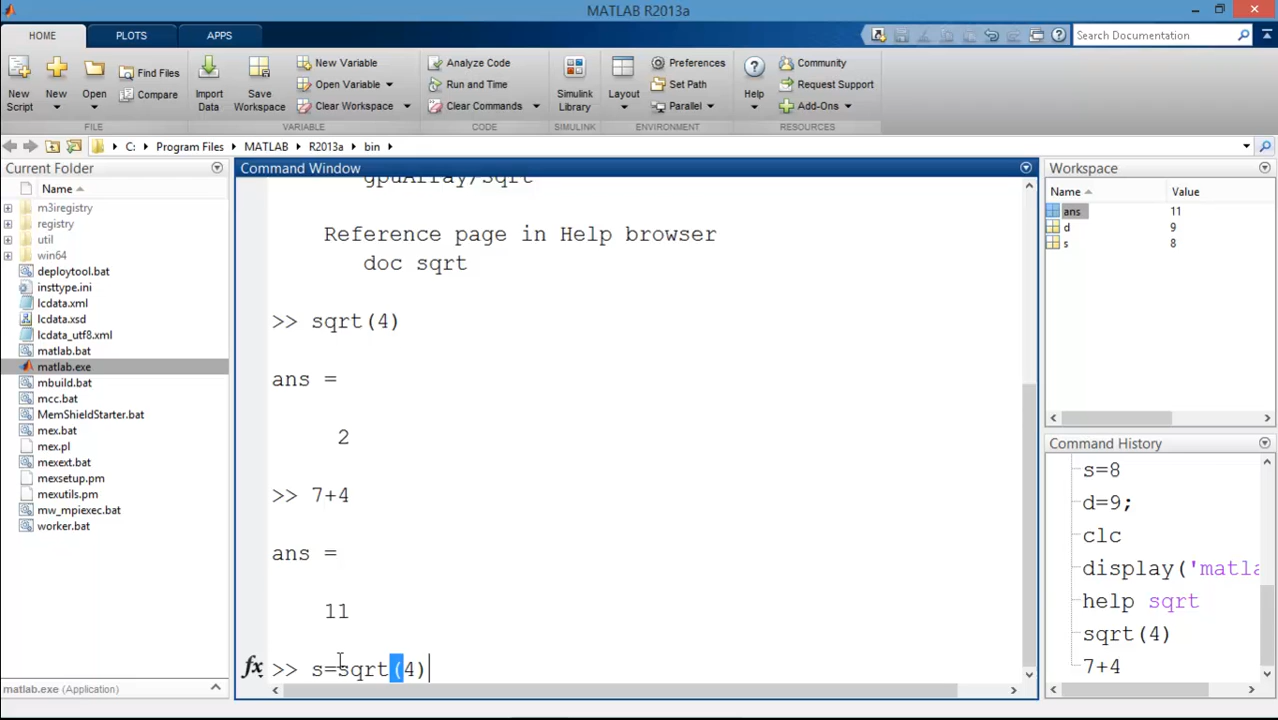 MATLAB R2013a
HOME
PLOTS
APPS
Search Documentation
New Script
New
Open
Find Files
Compare
FILE
Import Data
Save Workspace
New Variable
Open Variable
Clear Workspace
VARIABLE
Analyze Code
Run and Time
Clear Commands
CODE
Simulink Library
SIMULINK
Layout
Preferences
Set Path
Parallel
ENVIRONMENT
Help
Community
Request Support
Add-Ons
RESOURCES
C: Program Files MATLAB R2013a bin
Current Folder
Name
m3iregistry
registry
util
win64
deploytool.bat
insttype.ini
lcdata.xml
lcdata.xsd
lcdata_utf8.xml
matlab.bat
matlab.exe
mbuild.bat
mcc.bat
MemShieldStarter.bat
mex.bat
mex.pl
mexext.bat
mexsetup.pm
mexutils.pm
mw_mpiexec.bat
worker.bat
matlab.exe (Application)
Command Window
gpuArray/sqrt
Reference page in Help browser
doc sqrt
>> sqrt(4)
ans =
2
>> 7+4
ans =
11
fx >> s=sqrt(4)
Workspace
Name Value
ans 11
d 9
s 8
Command History
s=8
d=9;
clc
display('matla
help sqrt
sqrt(4)
7+4